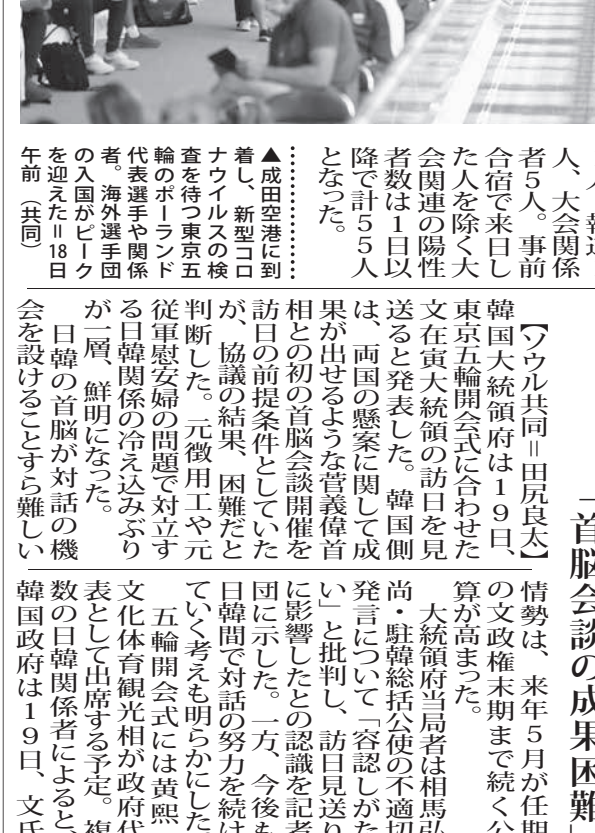 人、大会関係
者5人。事前
合宿で来日し
た人を除く大
会関連の陽性
者数は1日以
降で計55人
となった。
▲成田空港に到
着し、新型コロ
ナウイルスの検
査を待つ東京五
輪のポーランド
代表選手や関係
者。海外選手団
の入国がピーク
を迎えた＝18日
午前（共同）
「首脳会談の成果困難
【ソウル共同＝田尻良太】
韓国大統領府は19日、
東京五輪開会式に合わせた
文在寅大統領の訪日を見
送ると発表した。韓国側
は、両国の懸案に関して成
果が出せるような菅義偉首
相との初の首脳会談開催を
訪日の前提条件としていた
が、協議の結果、困難だと
判断した。元徴用工や元
従軍慰安婦の問題で対立す
る日韓関係の冷え込みぶり
が一層、鮮明になった。
日韓の首脳が対話の機
会を設けることすら難しい
情勢は、来年5月が任期
の文政権末期まで続く公
算が高まった。
大統領府当局者は相馬弘
尚・駐韓総括公使の不適切
発言について「容認しがた
い」と批判し、訪日見送り
に影響したとの認識を記者
団に示した。一方、今後も
日韓間で対話の努力を続け
ていく考えも明らかにした
五輪開会式には黄熙
文化体育観光相が政府代
表として出席する予定。複
数の日韓関係者によると、
韓国政府は19日、文氏